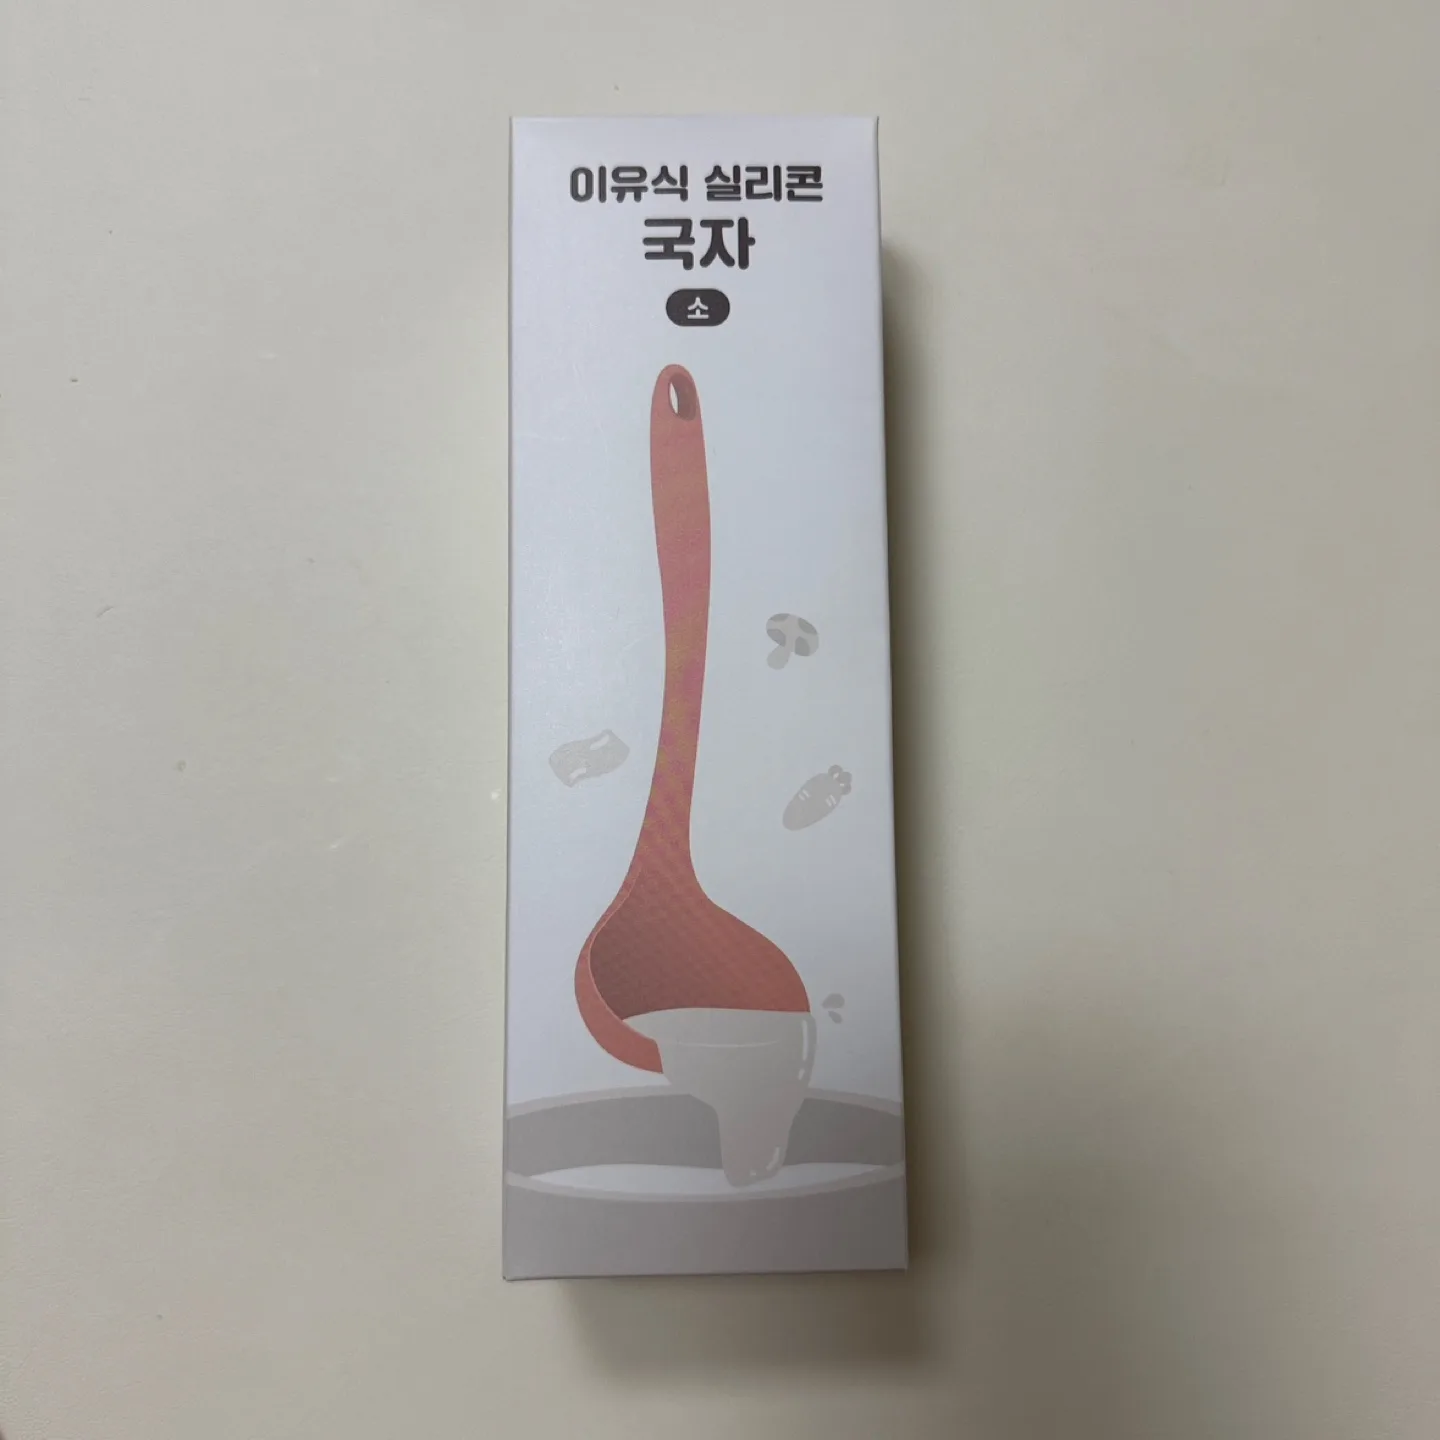 이유식 실리콘
국자
소